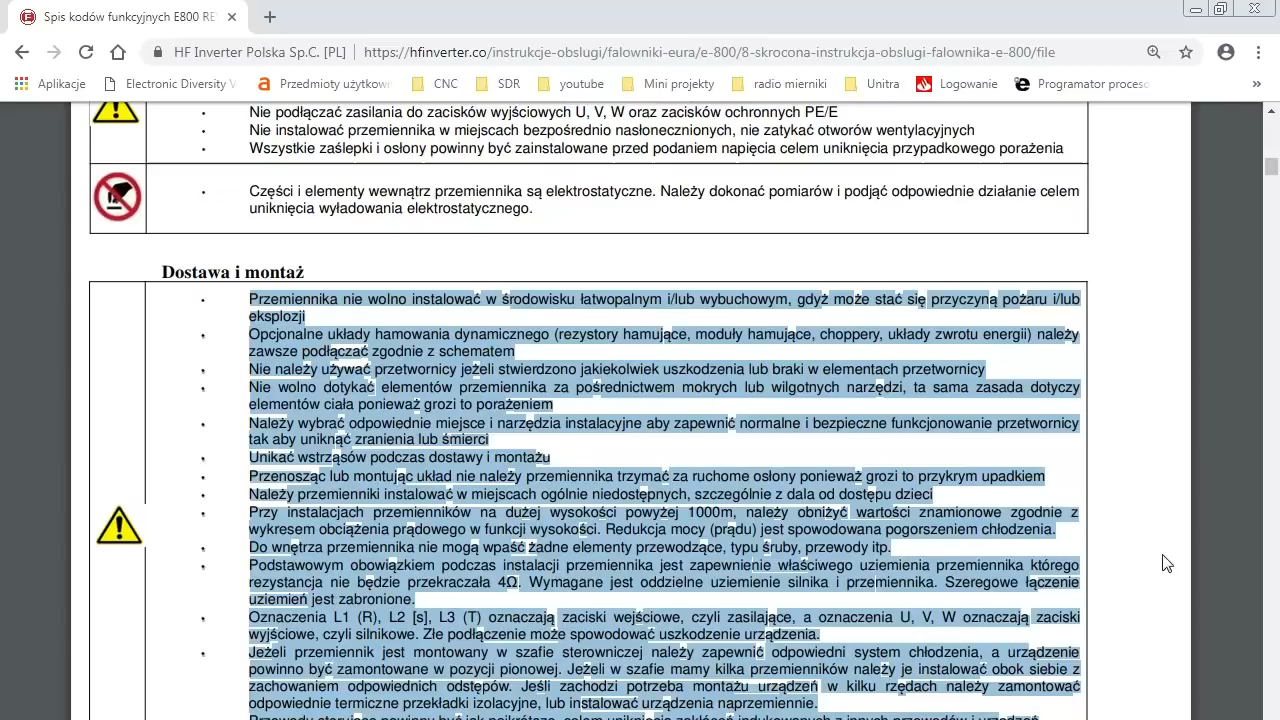 Spis kodów funkcyjnych E800 RE
HF Inverter Polska Sp.C. [PL] | https://hfinverter.co/instrukcje-obslugi/falowniki-eura/e-800/8-skrocona-instrukcja-obslugi-falownika-e-800/file
Aplikacje Electronic Diversity Przedmioty użytkow CNC SDR youtube Mini projekty radio mierniki Unitra Logowanie Programator proceso »
• Nie podłączać zasilania do zacisków wyjściowych U, V, W oraz zacisków ochronnych PE/E
• Nie instalować przemiennika w miejscach bezpośrednio nasłonecznionych, nie zatykać otworów wentylacyjnych
• Wszystkie zaślepki i osłony powinny być zainstalowane przed podaniem napięcia celem uniknięcia przypadkowego porażenia
• Części i elementy wewnątrz przemiennika są elektrostatyczne. Należy dokonać pomiarów i podjąć odpowiednie działanie celem
uniknięcia wyładowania elektrostatycznego.
Dostawa i montaż
• Przemiennika nie wolno instalować w środowisku łatwopalnym i/lub wybuchowym, gdyż może stać się przyczyną pożaru i/lub
eksplozji
• Opcjonalne układy hamowania dynamicznego (rezystory hamujące, moduły hamujące, choppery, układy zwrotu energii) należy
zawsze podłączać zgodnie z schematem
• Nie należy używać przetwornicy jeżeli stwierdzono jakiekolwiek uszkodzenia lub braki w elementach przetwornicy
• Nie wolno dotykać elementów przemiennika za pośrednictwem mokrych lub wilgotnych narzędzi, ta sama zasada dotyczy
elementów ciała ponieważ grozi to porażeniem
• Należy wybrać odpowiednie miejsce i narzędzia instalacyjne aby zapewnić normalne i bezpieczne funkcjonowanie przetwornicy
tak aby uniknąć zranienia lub śmierci
• Unikać wstrząsów podczas dostawy i montażu
• Przenosząc lub montując układ nie należy przemiennika trzymać za ruchome osłony ponieważ grozi to przykrym upadkiem
• Należy przemienniki instalować w miejscach ogólnie niedostępnych, szczególnie z dala od dostępu dzieci
• Przy instalacjach przemienników na dużej wysokości powyżej 1000m, należy obniżyć wartości znamionowe zgodnie z
wykresem obciążenia prądowego w funkcji wysokości. Redukcja mocy (prądu) jest spowodowana pogorszeniem chłodzenia.
• Do wnętrza przemiennika nie mogą wpaść żadne elementy przewodzące, typu śruby, przewody itp.
• Podstawowym obowiązkiem podczas instalacji przemiennika jest zapewnienie właściwego uziemienia przemiennika którego
rezystancja nie będzie przekraczała 4Ω. Wymagane jest oddzielne uziemienie silnika i przemiennika. Szeregowe łączenie
uziemień jest zabronione.
• Oznaczenia L1 (R), L2 [s], L3 (T) oznaczają zaciski wejściowe, czyli zasilające, a oznaczenia U, V, W oznaczają zaciski
wyjściowe, czyli silnikowe. Złe podłączenie może spowodować uszkodzenie urządzenia.
• Jeżeli przemiennik jest montowany w szafie sterowniczej należy zapewnić odpowiedni system chłodzenia, a urządzenie
powinno być zamontowane w pozycji pionowej. Jeżeli w szafie mamy kilka przemienników należy je instalować obok siebie z
zachowaniem odpowiednich odstępów. Jeśli zachodzi potrzeba montażu urządzeń w kilku rzędach należy zamontować
odpowiednie termiczne przekładki izolacyjne, lub instalować urządzenia naprzemiennie.
Przewody sterujące powinny być jak najkrótsze, celem uniknięcia zakłóceń indukowanych z innych przewodów i urządzeń